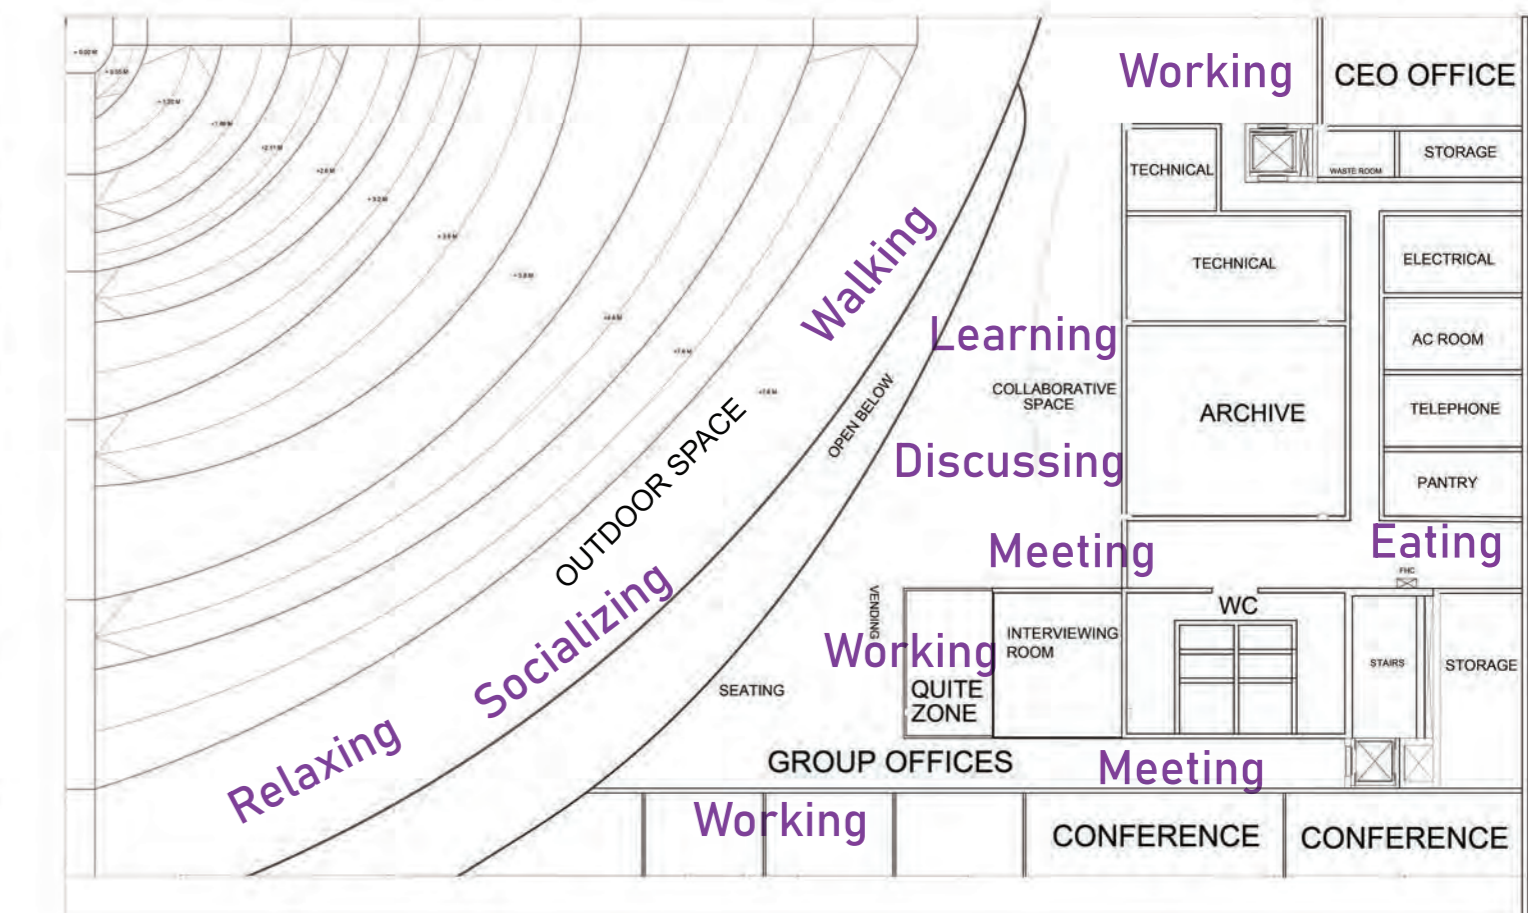 Working
CEO OFFICE
TECHNICAL
WASTE ROOM
STORAGE
Walking
TECHNICAL
ELECTRICAL
Learning
AC ROOM
COLLABORATIVE
SPACE
ARCHIVE
TELEPHONE
OPEN BELOW
OUTDOOR SPACE
Discussing
PANTRY
Meeting
Eating
FHC
VENDING
WC
Socializing
Working
INTERVIEWING
ROOM
QUITE
ZONE
STAIRS
STORAGE
SEATING
Relaxing
GROUP OFFICES
Meeting
Working
CONFERENCE
CONFERENCE